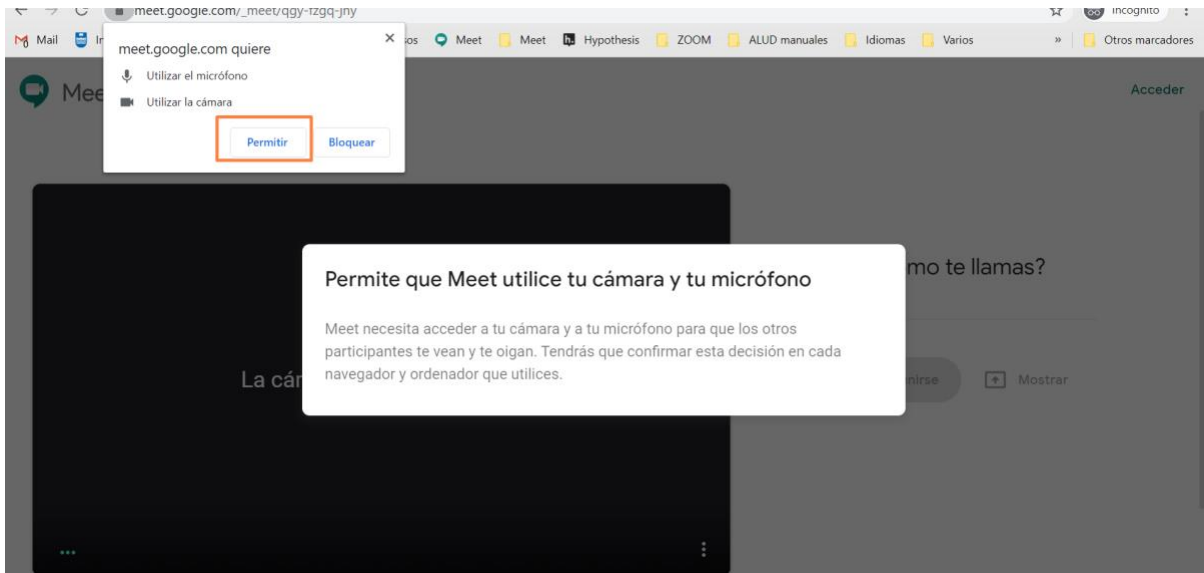 meet.google.com/_meet/qgy-fzgq-jny
Incógnito
Mail
Meet
Meet
Hypothesis
ZOOM
ALUD manuales
Idiomas
Varios
»
Otros marcadores
meet.google.com quiere
Utilizar el micrófono
Utilizar la cámara
Permitir
Bloquear
Acceder
Permite que Meet utilice tu cámara y tu micrófono
Meet necesita acceder a tu cámara y a tu micrófono para que los otros
participantes te vean y te oigan. Tendrás que confirmar esta decisión en cada
navegador y ordenador que utilices.
mo te llamas?
La cár
Mostrar